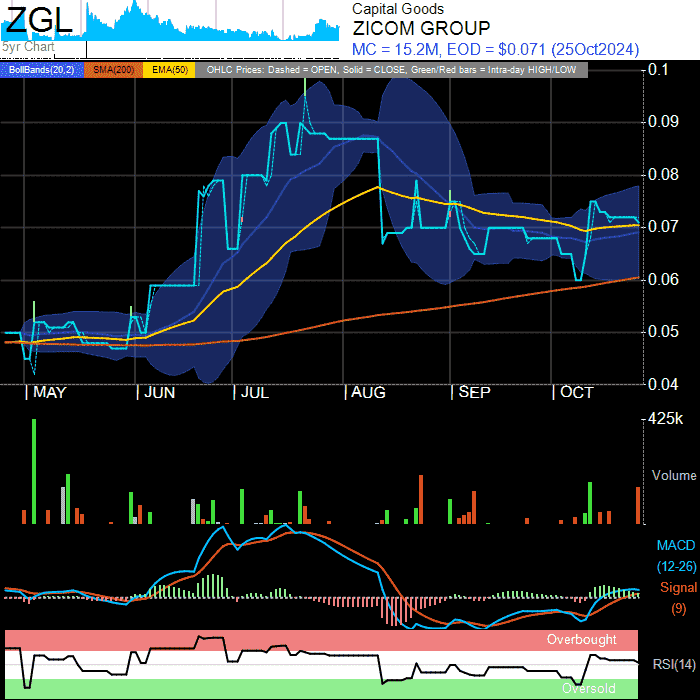 ZGL
5yr Chart
Capital Goods
ZICOM GROUP
MC = 15.2M, EOD = $0.071 (25Oct2024)
BollBands(20,2) SMA(200) EMA(50) OHLC Prices: Dashed = OPEN, Solid = CLOSE, Green/Red bars = Intra-day HIGH/LOW
0.1
0.09
0.08
0.07
0.06
0.05
0.04
MAY JUN JUL AUG SEP OCT
425k
Volume
MACD
(12-26)
Signal
(9)
Overbought
RSI(14)
Oversold